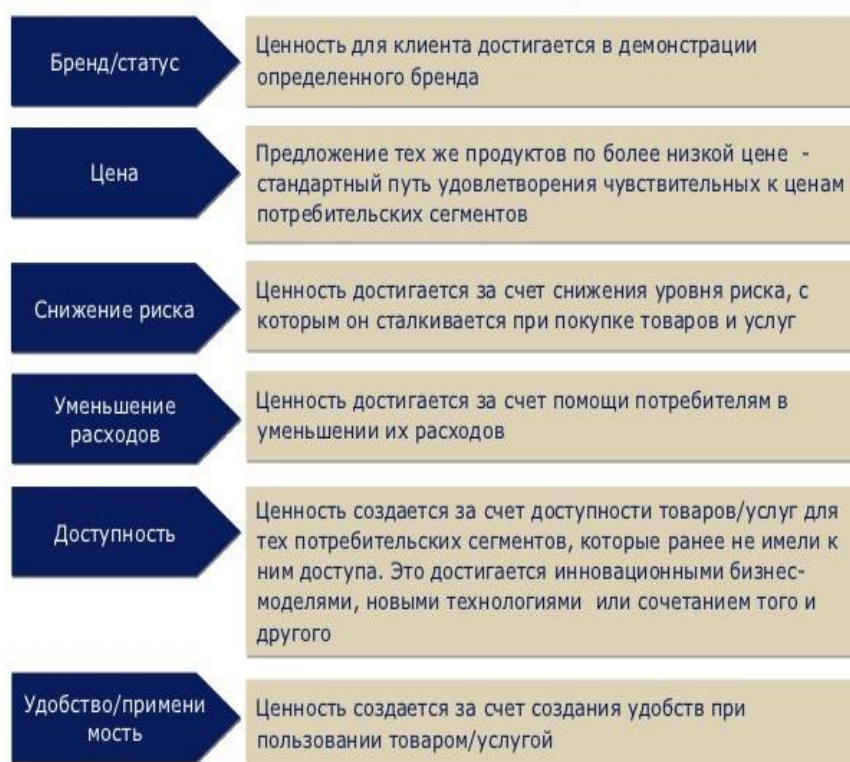 Бренд/статус
Ценность для клиента достигается в демонстрации
определенного бренда
Цена
Предложение тех же продуктов по более низкой цене -
стандартный путь удовлетворения чувствительных к ценам
потребительских сегментов
Снижение риска
Ценность достигается за счет снижения уровня риска, с
которым он сталкивается при покупке товаров и услуг
Уменьшение
расходов
Ценность достигается за счет помощи потребителям в
уменьшении их расходов
Доступность
Ценность создается за счет доступности товаров/услуг для
тех потребительских сегментов, которые ранее не имели к
ним доступа. Это достигается инновационными бизнес-
моделями, новыми технологиями или сочетанием того и
другого
Удобство/примени
мость
Ценность создается за счет создания удобств при
пользовании товаром/услугой